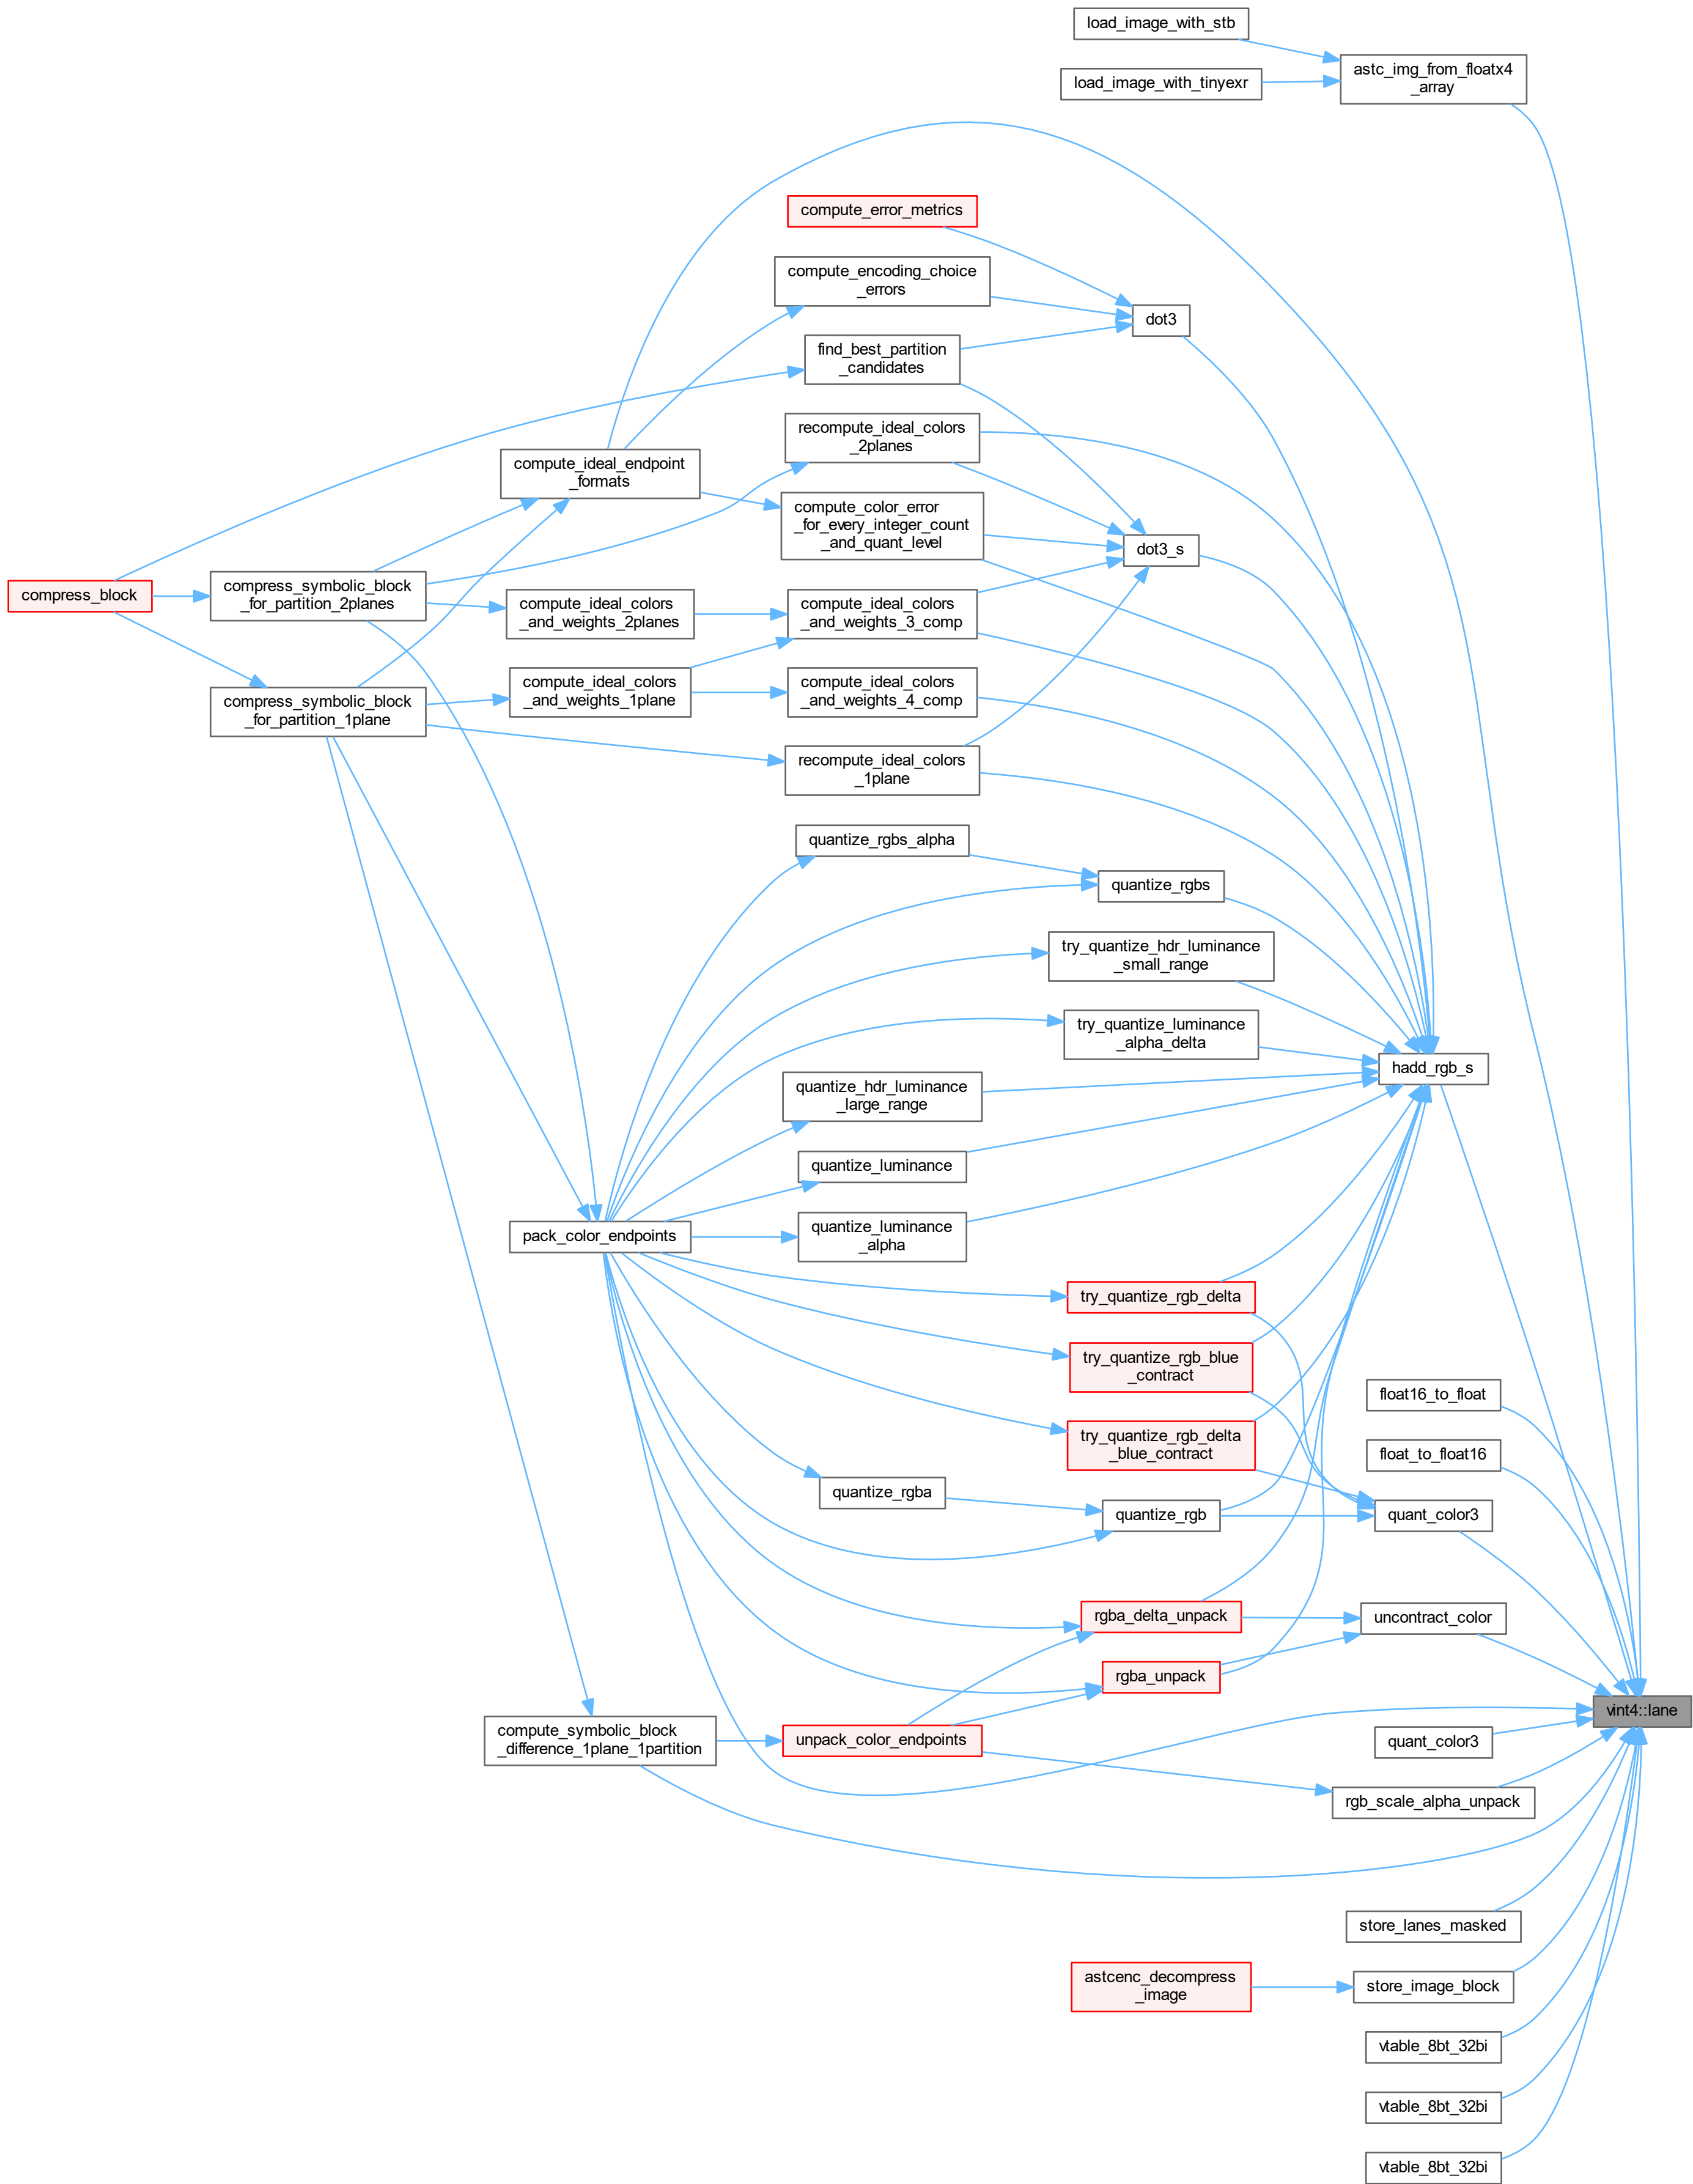 load_image_with_stb
load_image_with_tinyexr
astc_img_from_floatx4
_array
compute_error_metrics
compute_encoding_choice
_errors
dot3
find_best_partition
_candidates
recompute_ideal_colors
_2planes
compute_ideal_endpoint
_formats
compute_color_error
_for_every_integer_count
_and_quant_level
dot3_s
compress_block
compress_symbolic_block
_for_partition_2planes
compute_ideal_colors
_and_weights_2planes
compute_ideal_colors
_and_weights_3_comp
compress_symbolic_block
_for_partition_1plane
compute_ideal_colors
_and_weights_1plane
compute_ideal_colors
_and_weights_4_comp
recompute_ideal_colors
_1plane
quantize_rgbs_alpha
quantize_rgbs
try_quantize_hdr_luminance
_small_range
try_quantize_luminance
_alpha_delta
hadd_rgb_s
quantize_hdr_luminance
_large_range
quantize_luminance
pack_color_endpoints
quantize_luminance
_alpha
try_quantize_rgb_delta
try_quantize_rgb_blue
_contract
float16_to_float
try_quantize_rgb_delta
_blue_contract
float_to_float16
quantize_rgba
quantize_rgb
quant_color3
rgba_delta_unpack
uncontract_color
rgba_unpack
vint4::lane
compute_symbolic_block
_difference_1plane_1partition
unpack_color_endpoints
quant_color3
rgb_scale_alpha_unpack
store_lanes_masked
astcenc_decompress
_image
store_image_block
vtable_8bt_32bi
vtable_8bt_32bi
vtable_8bt_32bi